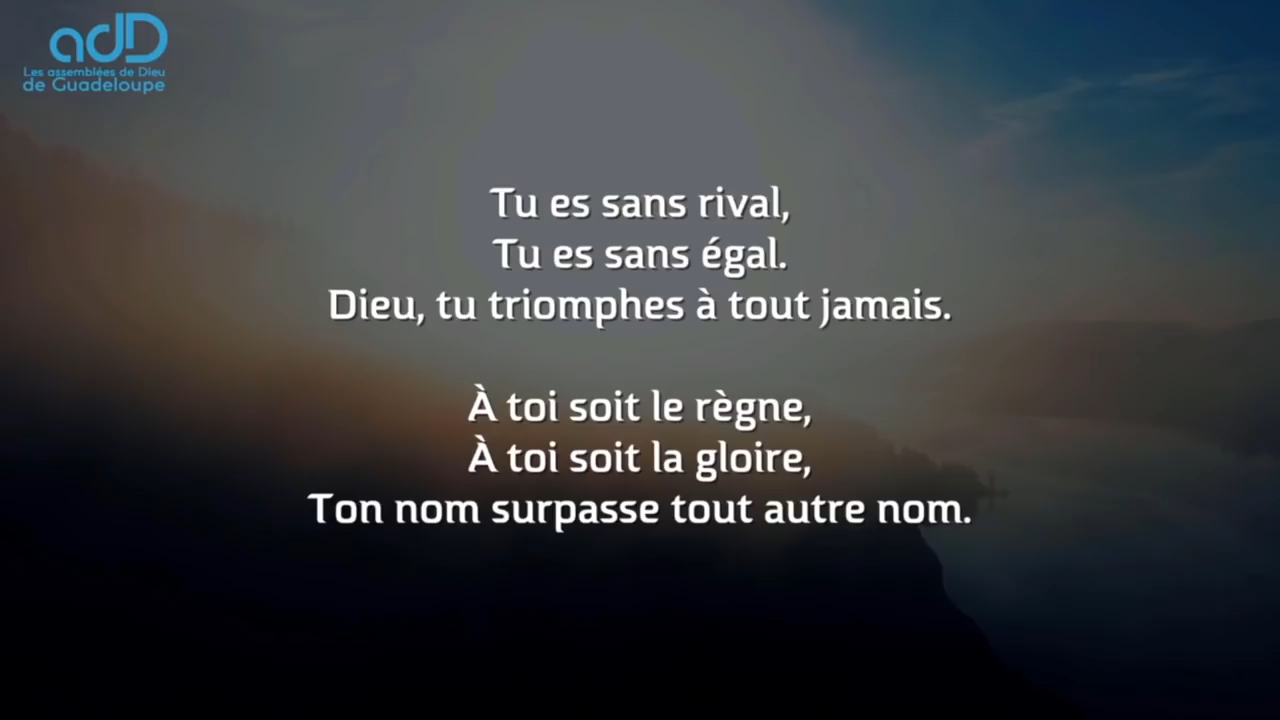 adD
Les assemblées de Dieu
de Guadeloupe
Tu es sans rival,
Tu es sans égal.
Dieu, tu triomphes à tout jamais.
À toi soit le règne,
À toi soit la gloire,
Ton nom surpasse tout autre nom.